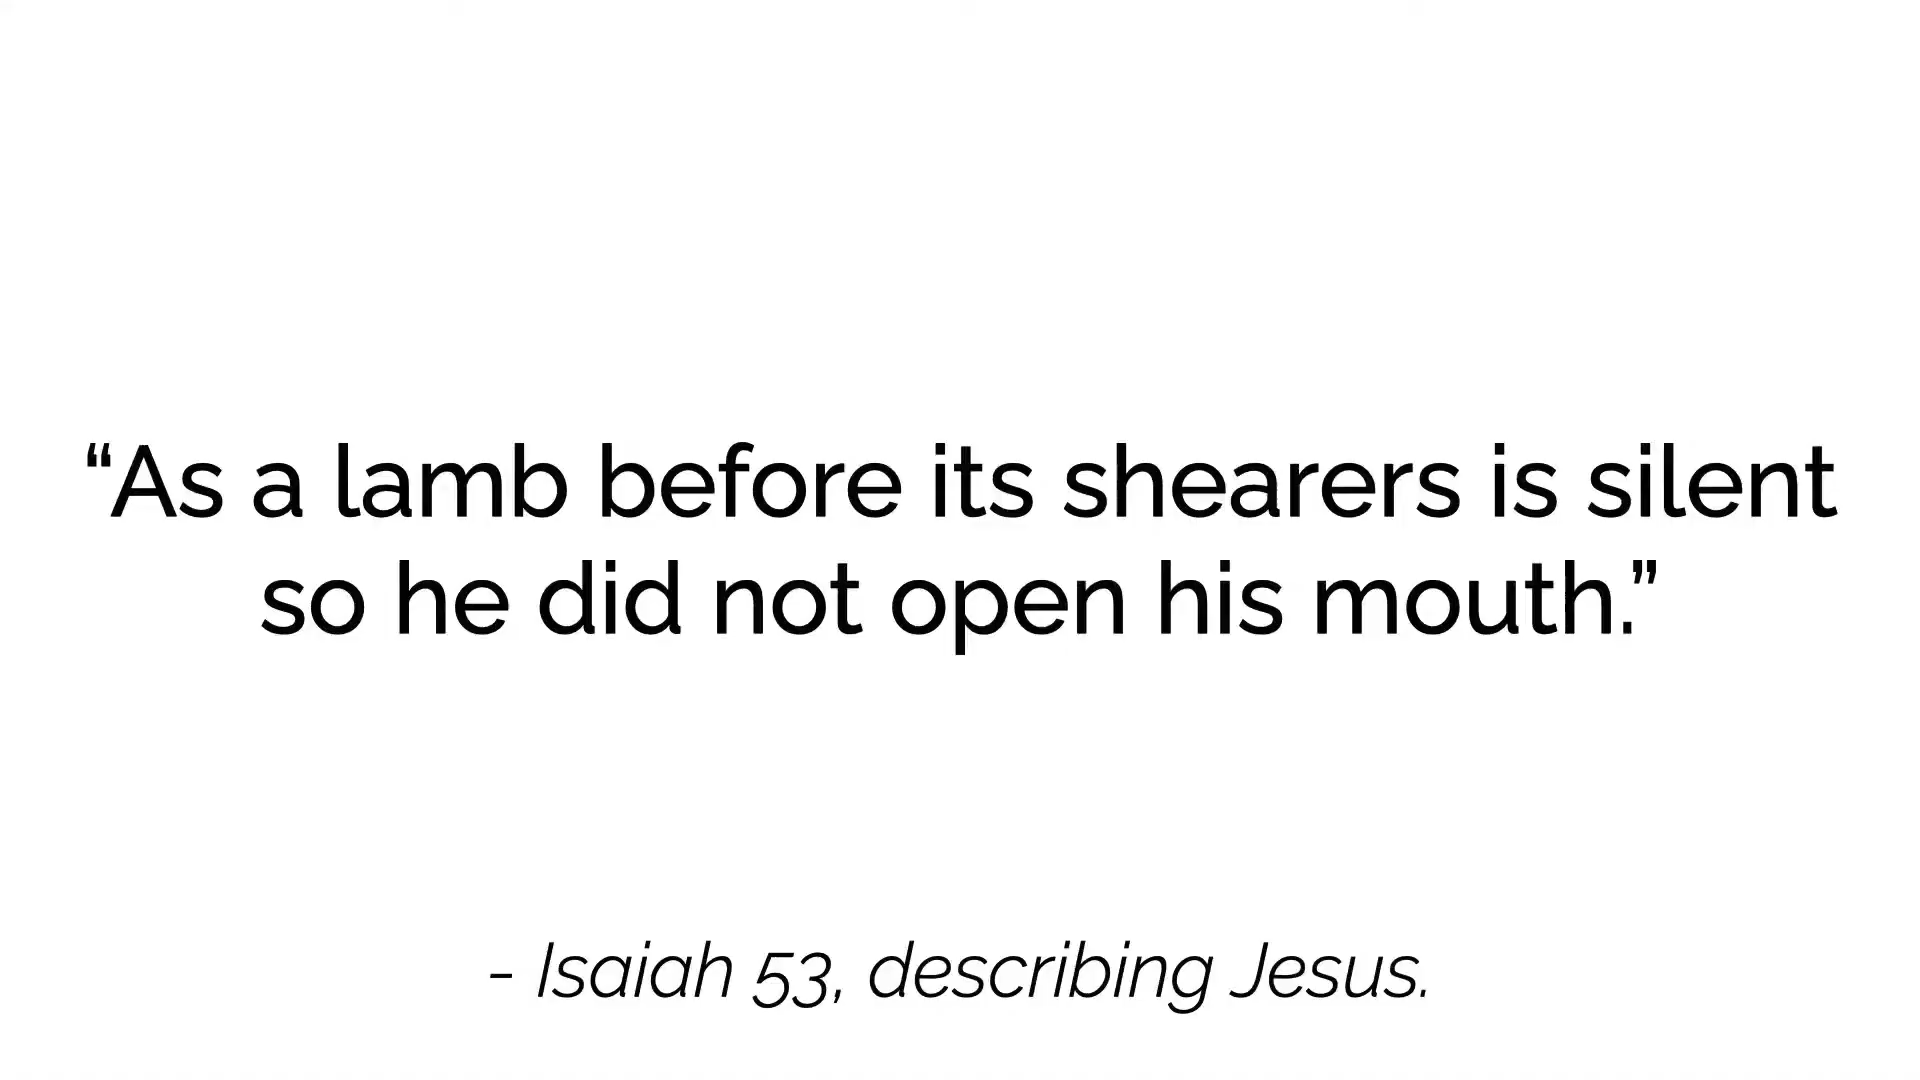 “As a lamb before its shearers is silent
so he did not open his mouth.”
- Isaiah 53, describing Jesus.